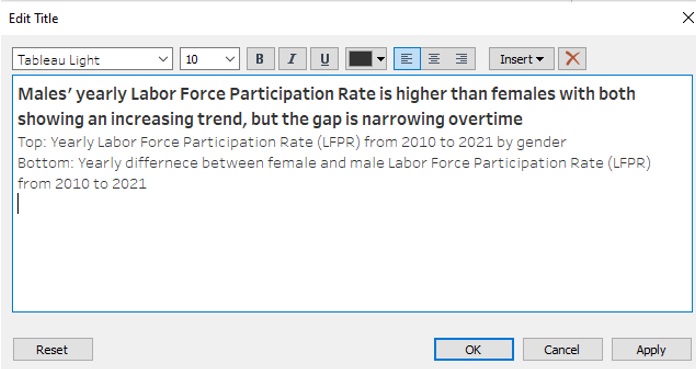 Edit Title
Tableau Light 10 B I U Insert
Males' yearly Labor Force Participation Rate is higher than females with both
showing an increasing trend, but the gap is narrowing overtime
Top: Yearly Labor Force Participation Rate (LFPR) from 2010 to 2021 by gender
Bottom: Yearly differnece between female and male Labor Force Participation Rate (LFPR)
from 2010 to 2021
Reset OK Cancel Apply